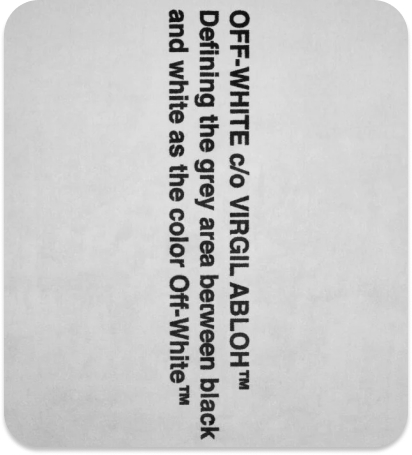 OFF-WHITE c/o VIRGIL ABLOH™
Defining the grey area between black
and white as the color Off-White™